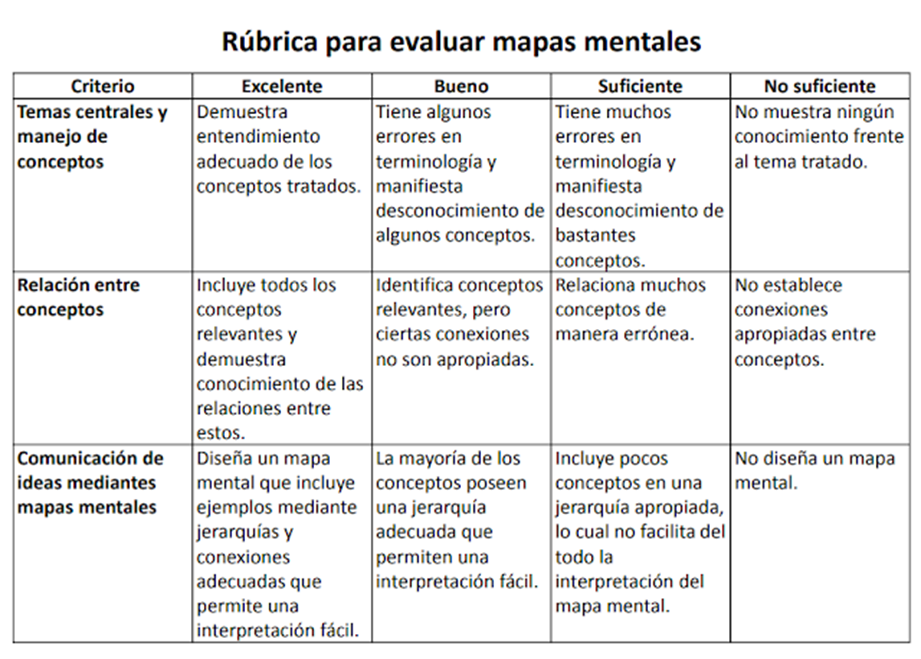 Rúbrica para evaluar mapas mentales
Criterio
Excelente
Bueno
Suficiente
No suficiente
Temas centrales y
manejo de
conceptos
Demuestra
entendimiento
adecuado de los
conceptos tratados.
Tiene algunos
errores en
terminología y
manifiesta
desconocimiento de
algunos conceptos.
Tiene muchos
errores en
terminología y
manifiesta
desconocimiento de
bastantes
conceptos.
No muestra ningún
conocimiento frente
al tema tratado.
Relación entre
conceptos
Incluye todos los
conceptos
relevantes y
demuestra
conocimiento de las
relaciones entre
estos.
Identifica conceptos
relevantes, pero
ciertas conexiones
no son apropiadas.
Relaciona muchos
conceptos de
manera errónea.
No establece
conexiones
apropiadas entre
conceptos.
Comunicación de
ideas mediantes
mapas mentales
Diseña un mapa
mental que incluye
ejemplos mediante
jerarquías y
conexiones
adecuadas que
permite una
interpretación fácil.
La mayoría de los
conceptos poseen
una jerarquía
adecuada que
permiten una
interpretación fácil.
Incluye pocos
conceptos en una
jerarquía apropiada,
lo cual no facilita del
todo la
interpretación del
mapa mental.
No diseña un mapa
mental.